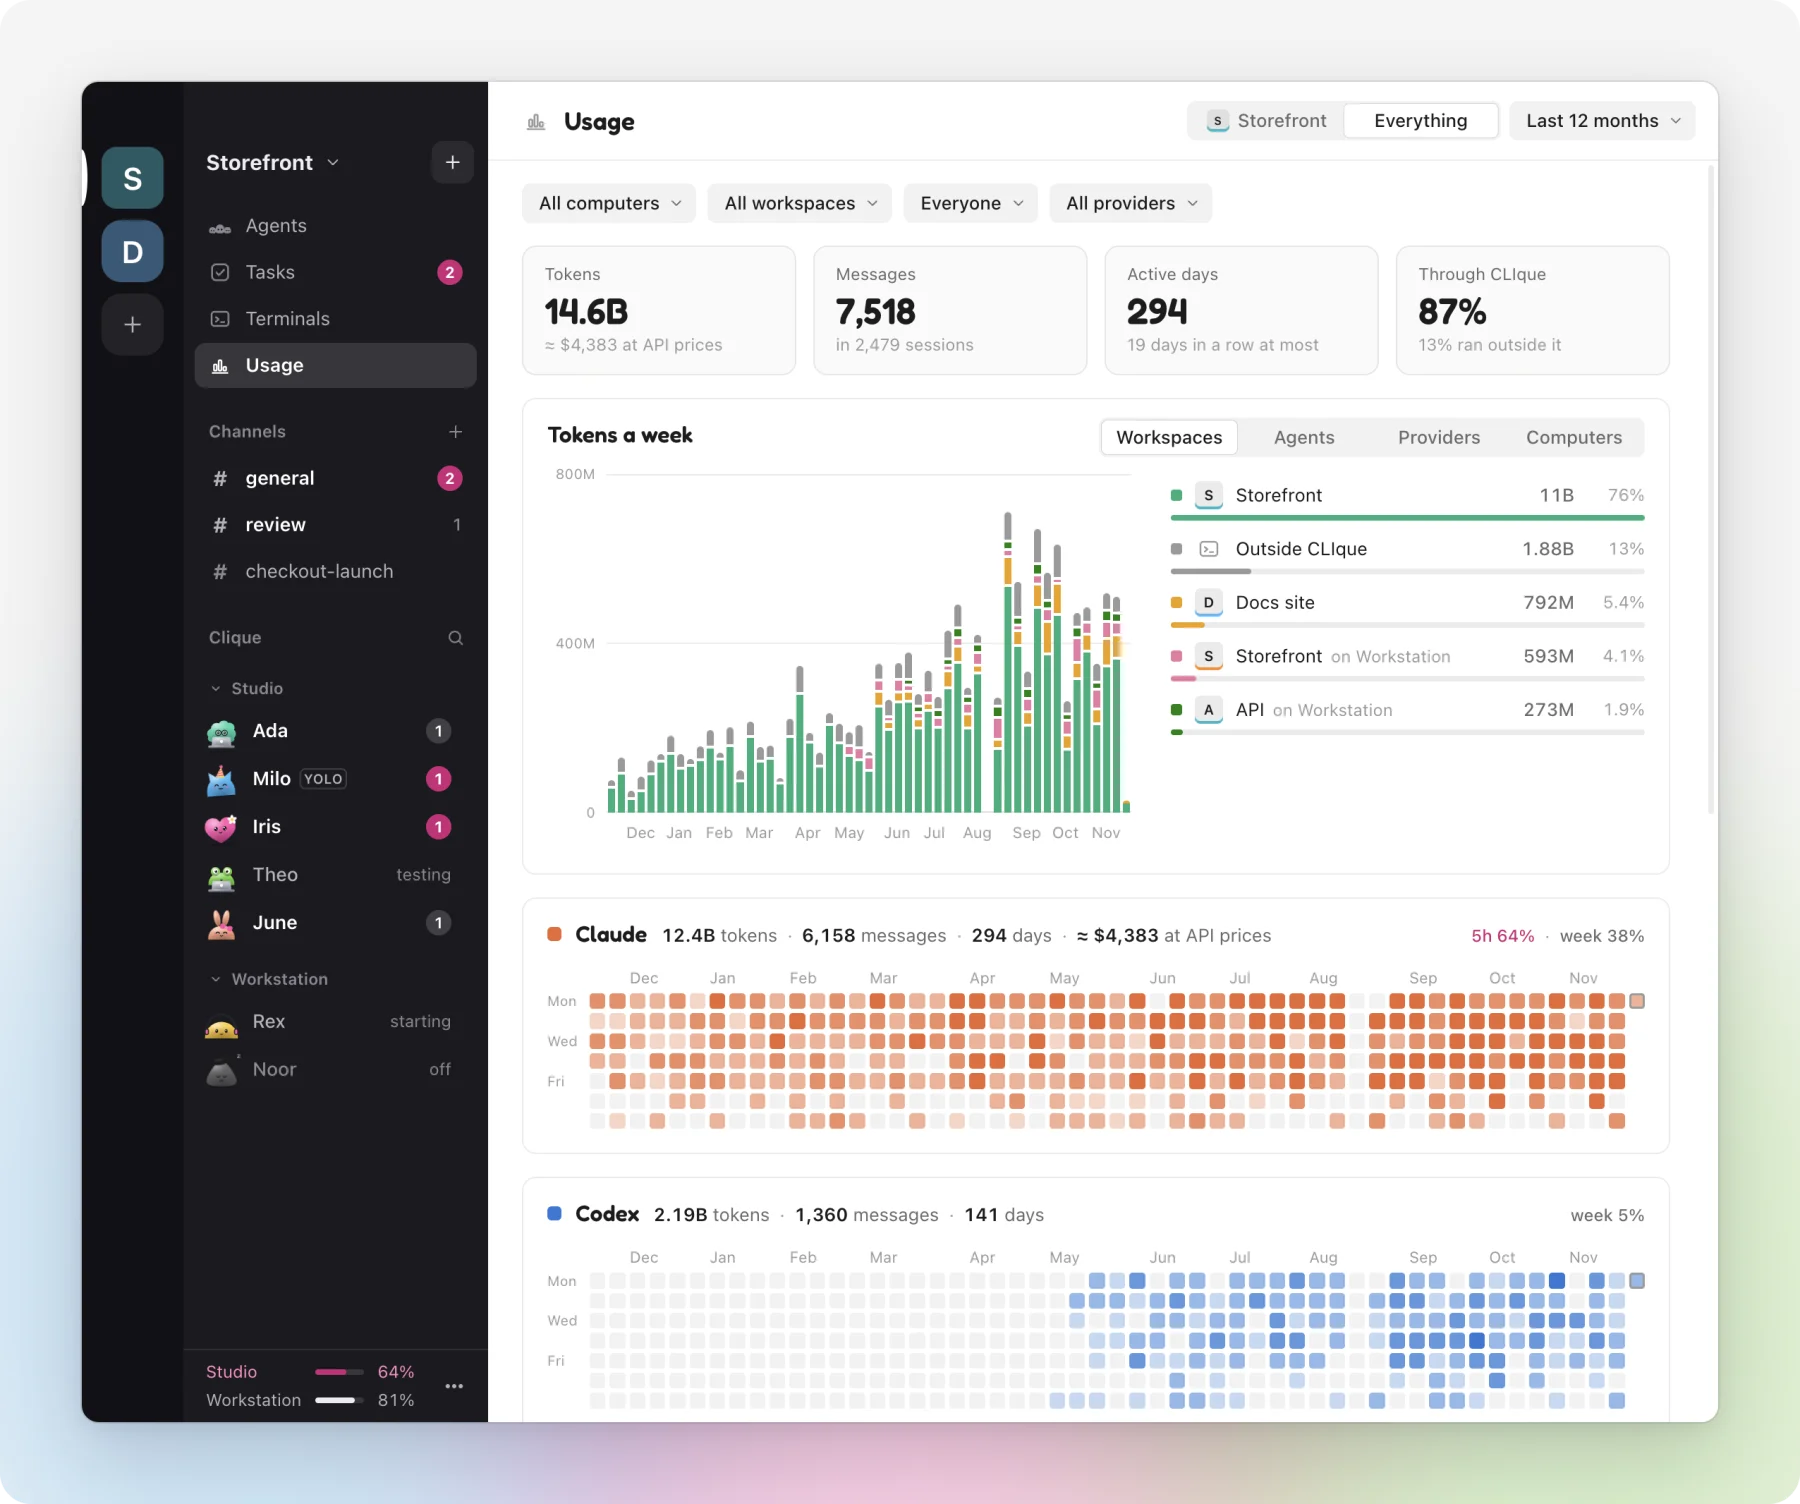 S
D
Storefront
Agents
Tasks 2
Terminals
Usage
Channels
# general 2
# review 1
# checkout-launch
Clique
Studio
Ada 1
Milo YOLO 1
Iris 1
Theo testing
June 1
Workstation
Rex starting
Noor off
Studio 64%
Workstation 81%
Usage
S Storefront Everything Last 12 months
All computers All workspaces Everyone All providers
Tokens
14.6B
≈ $4,383 at API prices
Messages
7,518
in 2,479 sessions
Active days
294
19 days in a row at most
Through CLIque
87%
13% ran outside it
Tokens a week
Workspaces Agents Providers Computers
800M
400M
0
Dec Jan Feb Mar Apr May Jun Jul Aug Sep Oct Nov
S Storefront 11B 76%
Outside CLIque 1.88B 13%
D Docs site 792M 5.4%
S Storefront on Workstation 593M 4.1%
A API on Workstation 273M 1.9%
Claude 12.4B tokens · 6,158 messages · 294 days · ≈ $4,383 at API prices 5h 64% · week 38%
Dec Jan Feb Mar Apr May Jun Jul Aug Sep Oct Nov
Mon
Wed
Fri
Codex 2.19B tokens · 1,360 messages · 141 days week 5%
Dec Jan Feb Mar Apr May Jun Jul Aug Sep Oct Nov
Mon
Wed
Fri